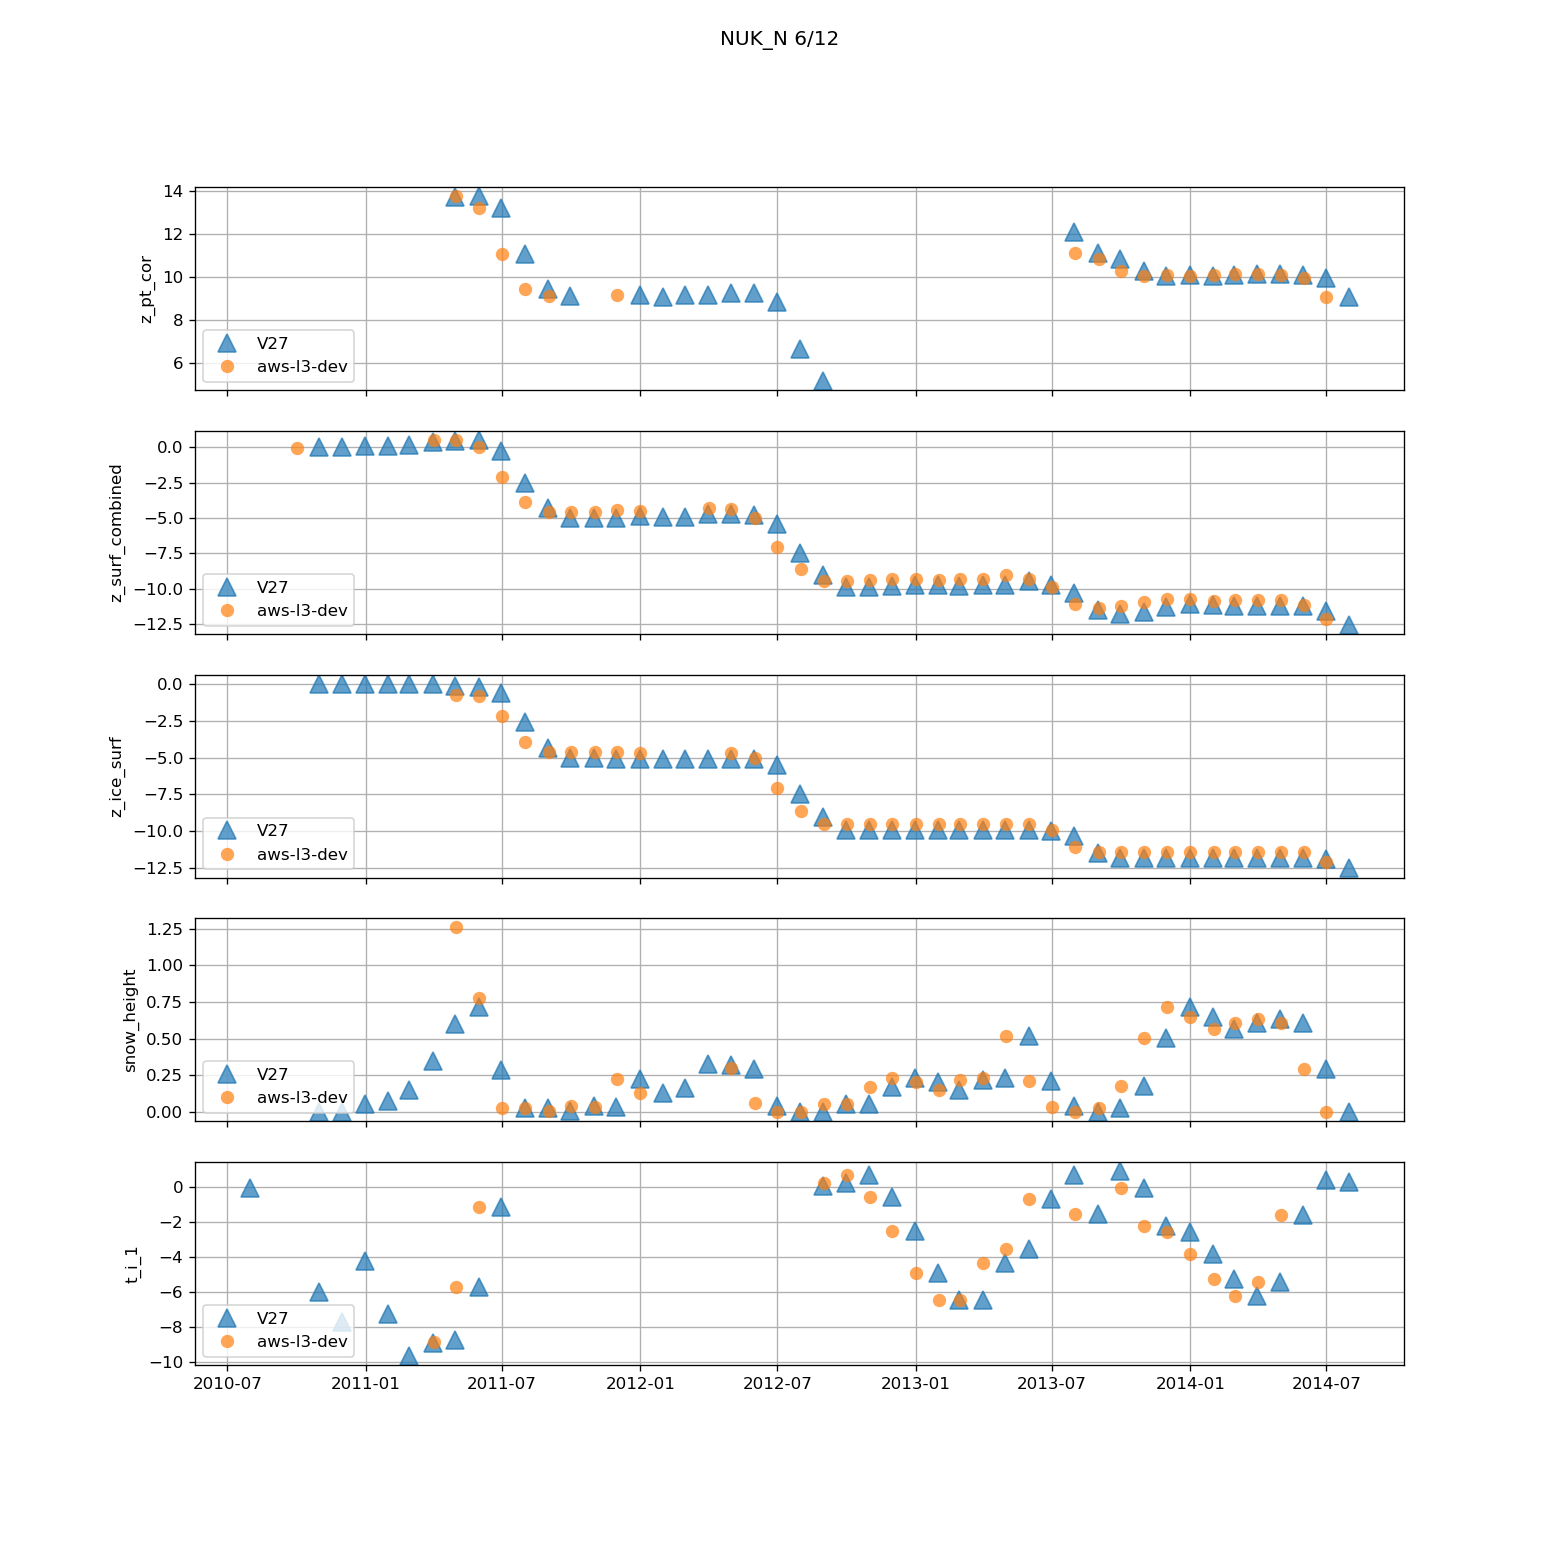 NUK_N 6/12
14
12
10
8
6
z_pt_cor
V27
aws-l3-dev
0.0
−2.5
−5.0
−7.5
−10.0
−12.5
z_surf_combined
V27
aws-l3-dev
0.0
−2.5
−5.0
−7.5
−10.0
−12.5
z_ice_surf
V27
aws-l3-dev
1.25
1.00
0.75
0.50
0.25
0.00
snow_height
V27
aws-l3-dev
0
−2
−4
−6
−8
−10
t_i_1
V27
aws-l3-dev
2010-07 2011-01 2011-07 2012-01 2012-07 2013-01 2013-07 2014-01 2014-07